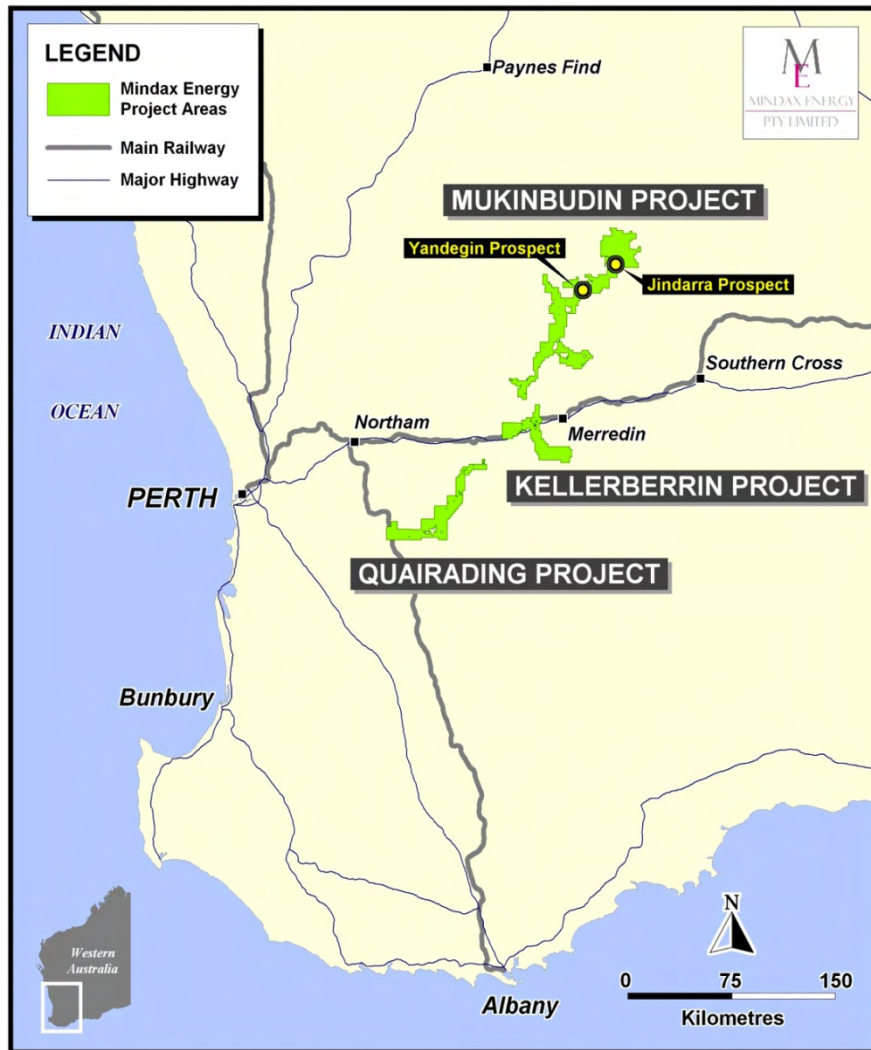 LEGEND
Mindax Energy
Project Areas
Main Railway
Major Highway
ME
MINDAX ENERGY
PTY LIMITED
Paynes Find
MUKINBUDIN PROJECT
Yandegin Prospect
Jindarra Prospect
INDIAN
OCEAN
Southern Cross
Northam
Merredin
PERTH
KELLERBERRIN PROJECT
QUAIRADING PROJECT
Bunbury
Western
Australia
Albany
N
0 75 150
Kilometres